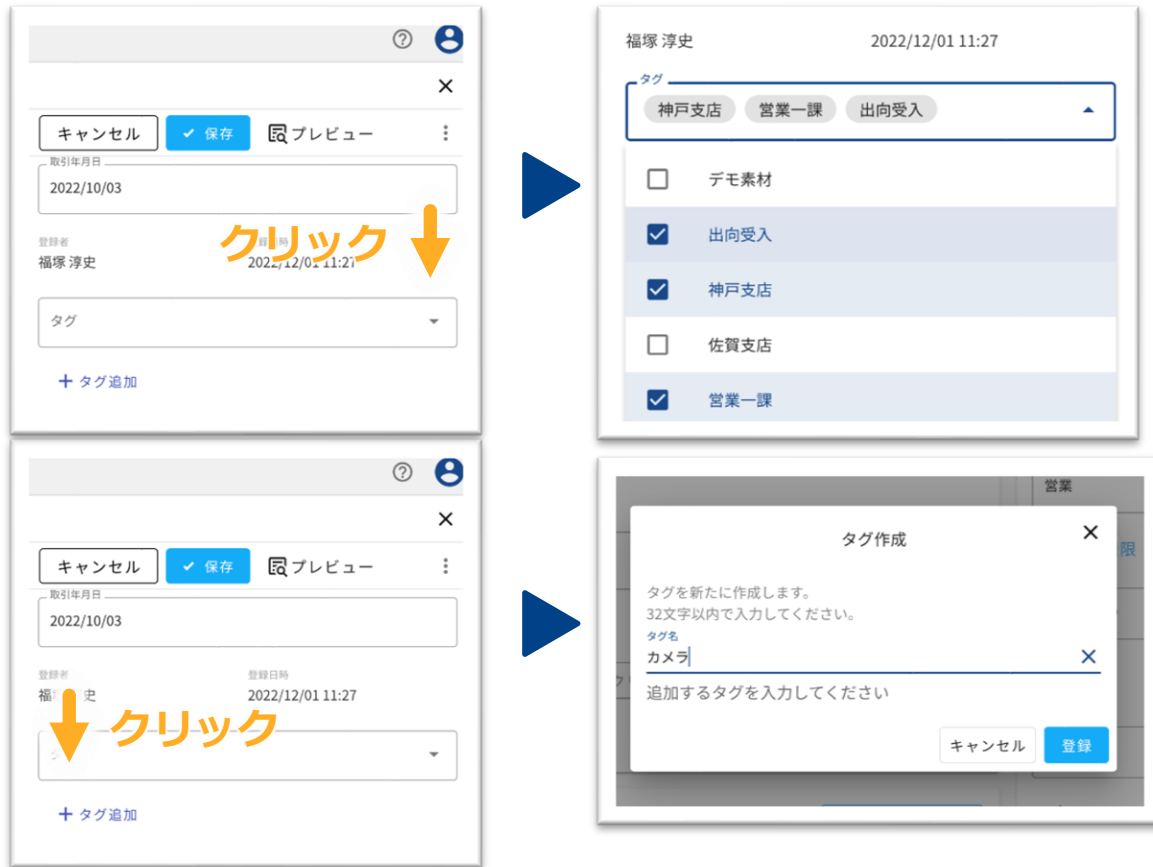 キャンセル
保存
プレビュー
取引年月日
2022/10/03
クリック
登録者
福塚 淳史
2022/12/01 11:27
タグ
タグ追加
福塚 淳史
2022/12/01 11:27
タグ
神戸支店
営業一課
出向受入
デモ素材
出向受入
神戸支店
佐賀支店
営業一課
キャンセル
保存
プレビュー
取引年月日
2022/10/03
登録者
登録日時
2022/12/01 11:27
クリック
タグ追加
営業
限
タグ作成
タグを新たに作成します。
32文字以内で入力してください。
タグ名
カメラ
追加するタグを入力してください
キャンセル
登録